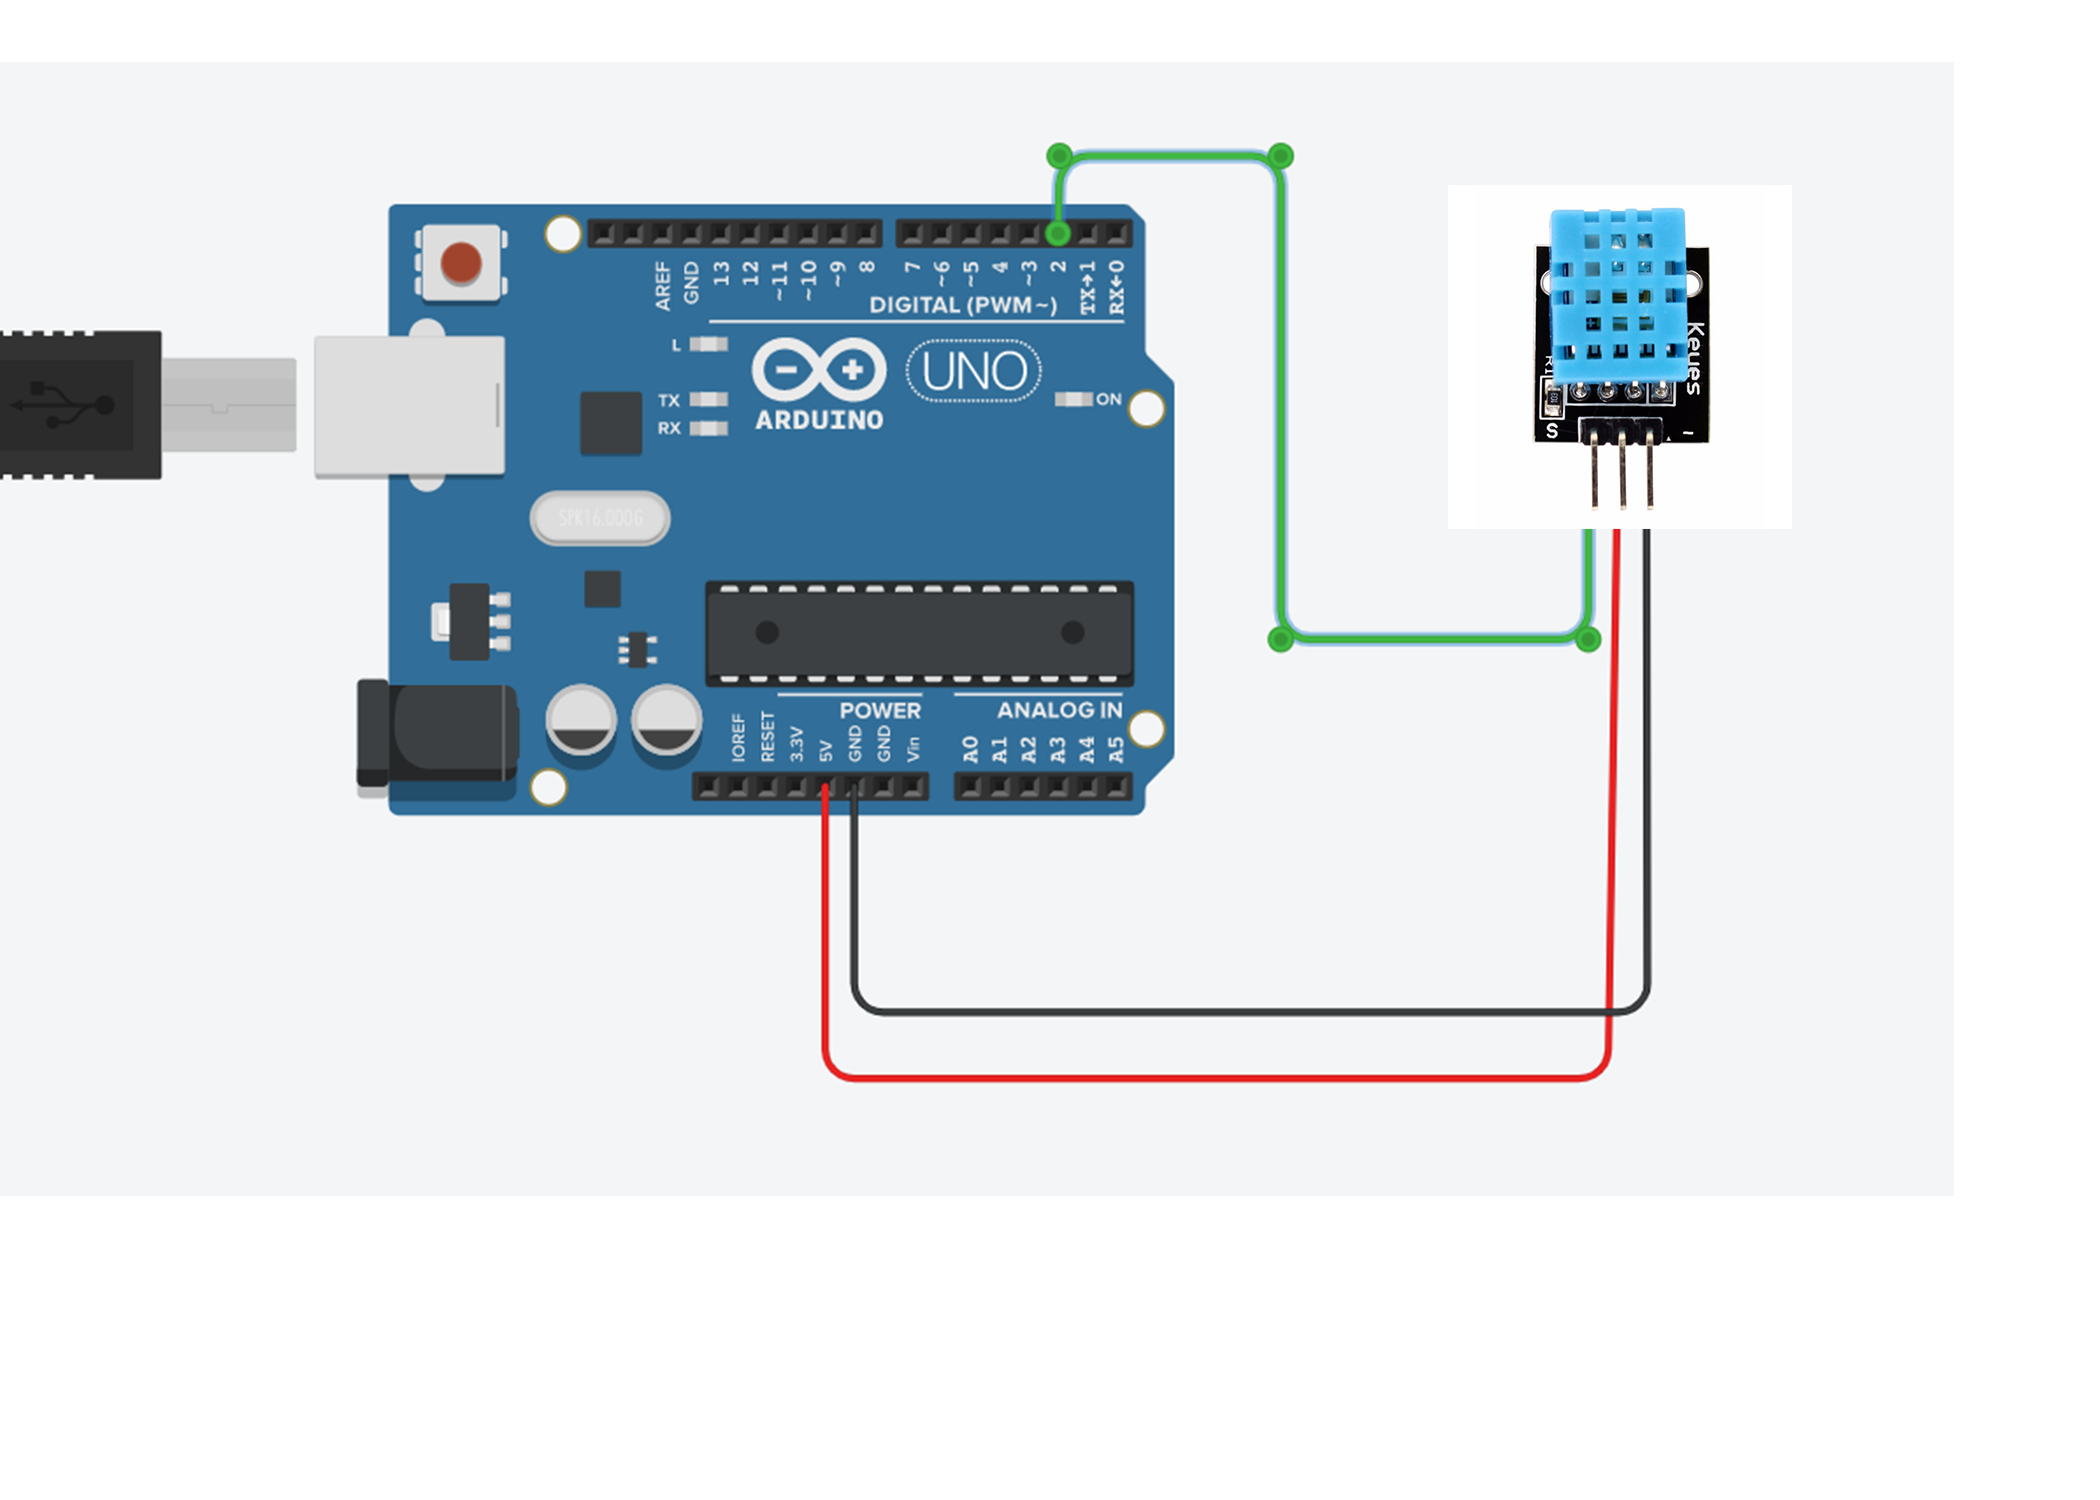 AREF
GND
13
12
~11
~10
~9
8
7
~6
~5
4
~3
2
TX→1
RX←0
DIGITAL (PWM~)
L
TX
RX
ARDUINO
UNO
ON
SPK16.000G
IOREF
RESET
3.3V
5V
GND
GND
Vin
POWER
ANALOG IN
A0
A1
A2
A3
A4
A5
Keyes
R1
103
S
-